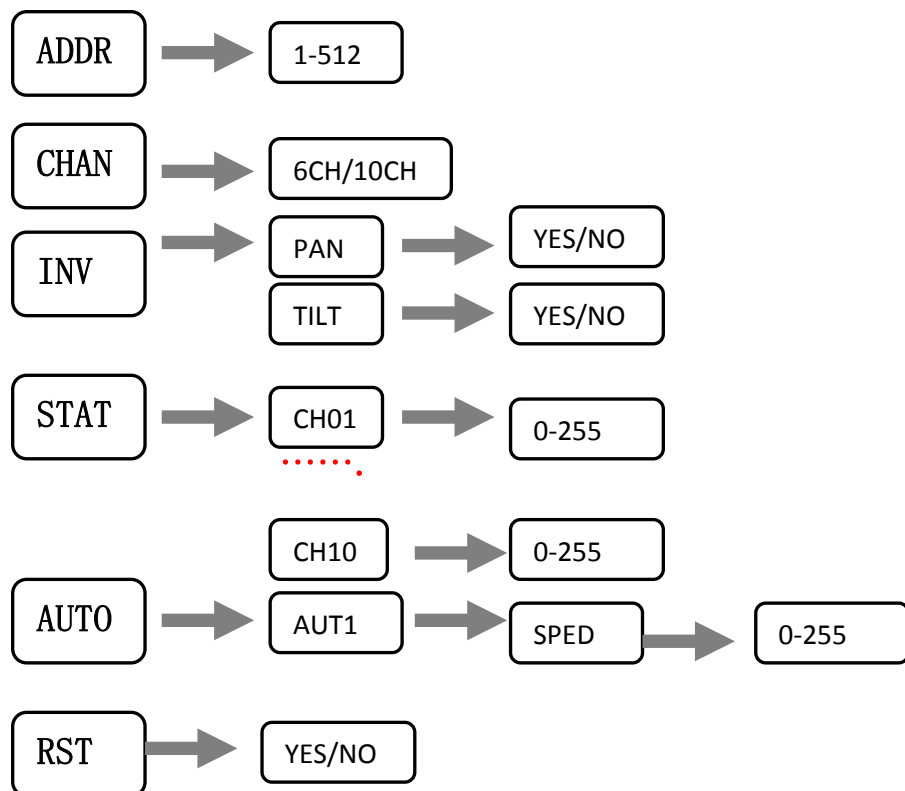 ADDR 1-512
CHAN 6CH/10CH
INV PAN YES/NO
TILT YES/NO
STAT CH01 0-255
......
CH10 0-255
AUTO AUT1 SPED 0-255
RST YES/NO